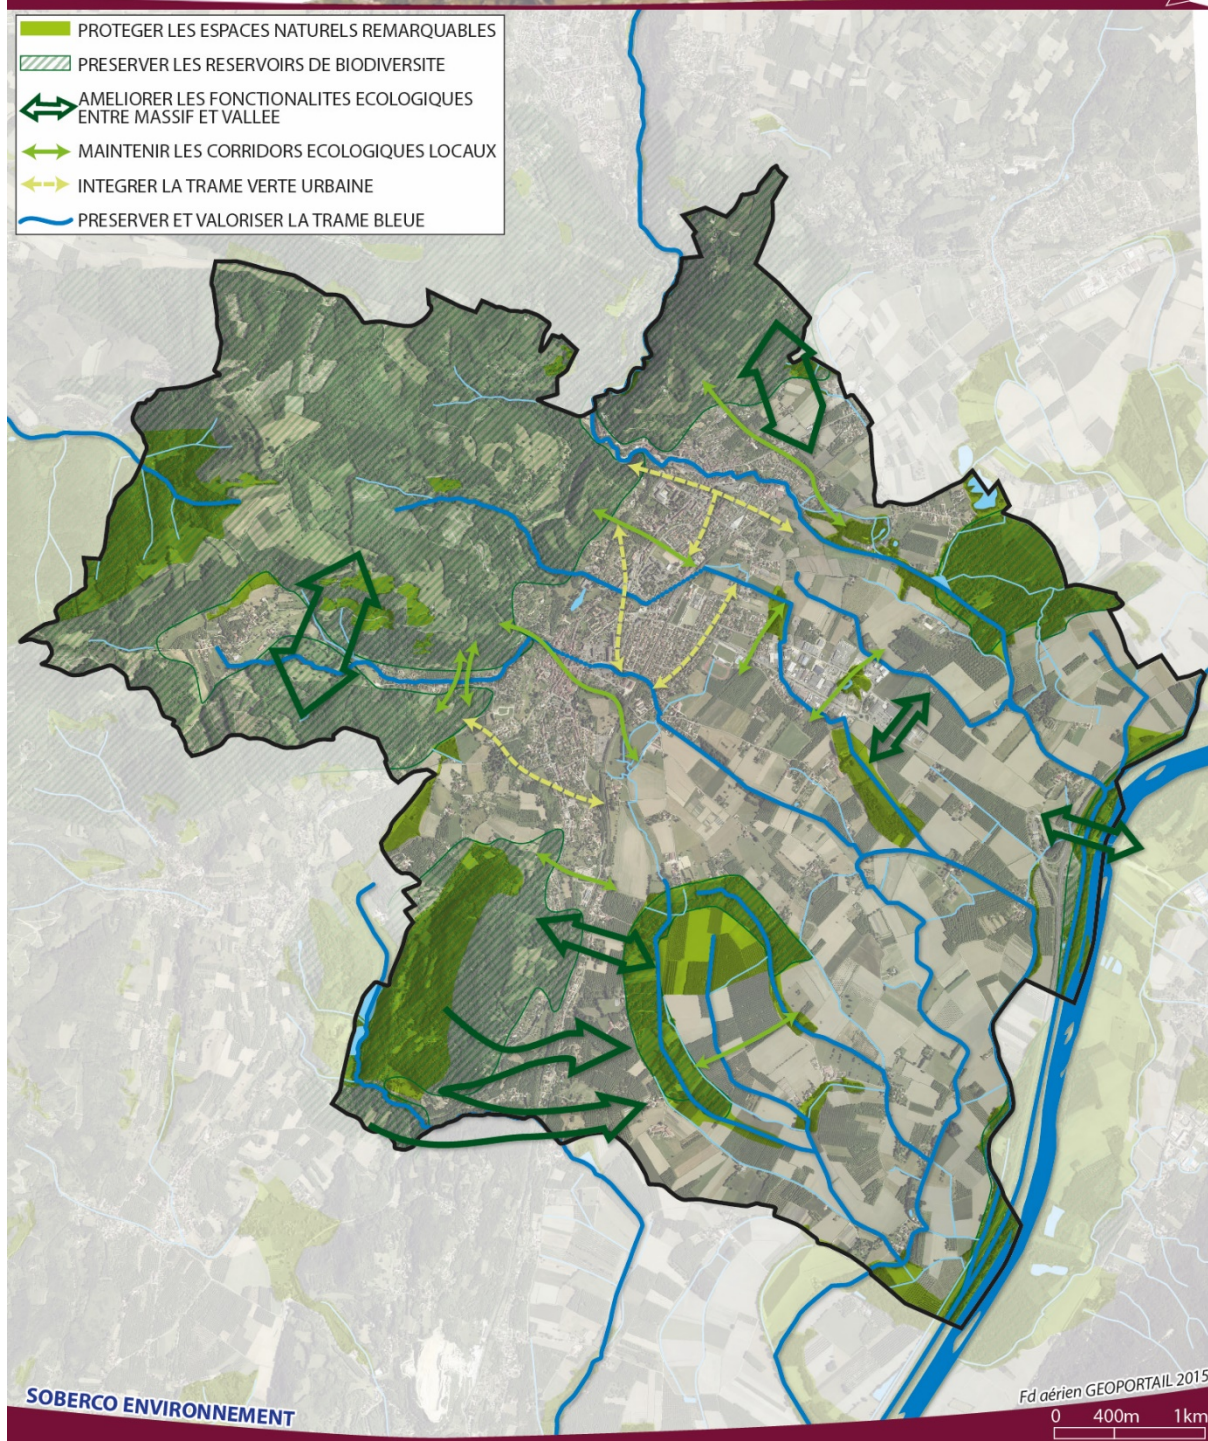 PROTEGER LES ESPACES NATURELS REMARQUABLES
PRESERVER LES RESERVOIRS DE BIODIVERSITE
AMELIORER LES FONCTIONALITES ECOLOGIQUES
ENTRE MASSIF ET VALLEE
MAINTENIR LES CORRIDORS ECOLOGIQUES LOCAUX
INTEGRER LA TRAME VERTE URBAINE
PRESERVER ET VALORISER LA TRAME BLEUE
SOBERCO ENVIRONNEMENT
Fd aérien GEOPORTAIL 2015
0 400m 1km